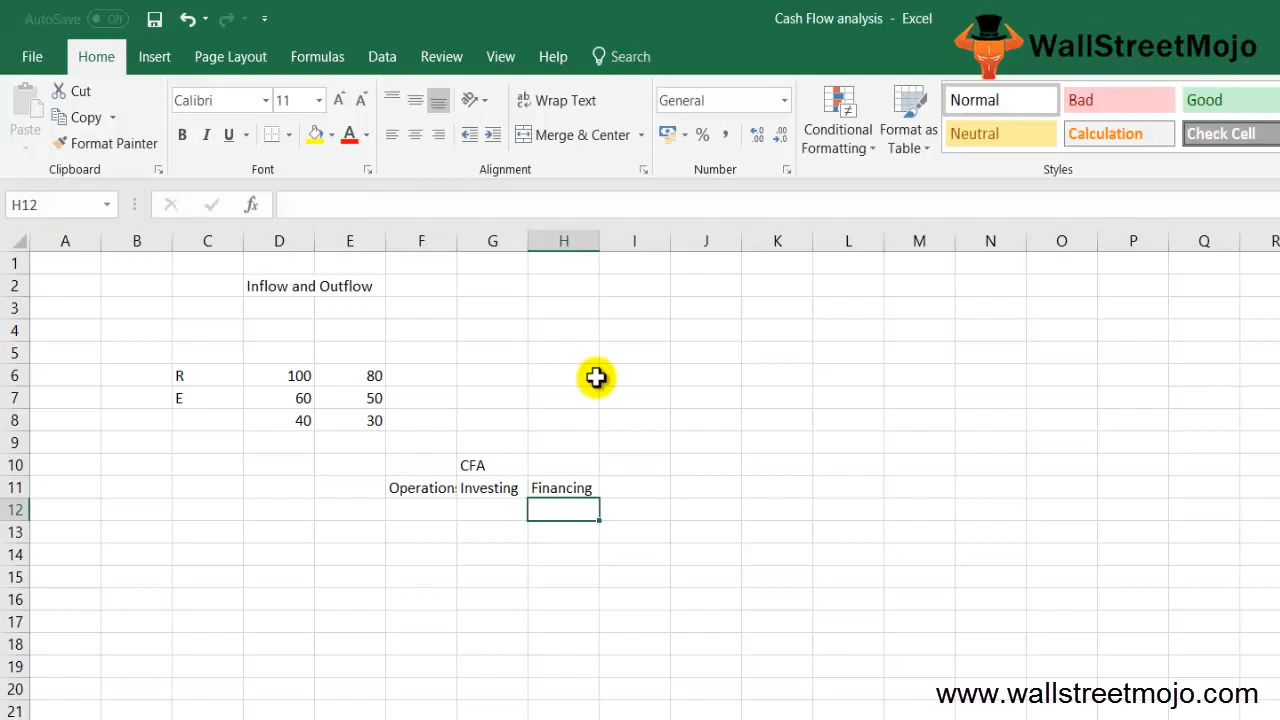 AutoSave Off
Cash Flow analysis - Excel
WallStreetMojo
File Home Insert Page Layout Formulas Data Review View Help Search
Paste
Cut
Copy
Format Painter
Clipboard
Calibri 11
B I U
Font
Wrap Text
Merge & Center
Alignment
General
Number
Conditional Formatting
Format as Table
Normal Bad Good
Neutral Calculation Check Cell
Styles
H12 fx
A B C D E F G H I J K L M N O P Q R
1
2 Inflow and Outflow
3
4
5
6 R 100 80
7 E 60 50
8 40 30
9
10 CFA
11 Operation Investing Financing
12
13
14
15
16
17
18
19
20
21
www.wallstreetmojo.com